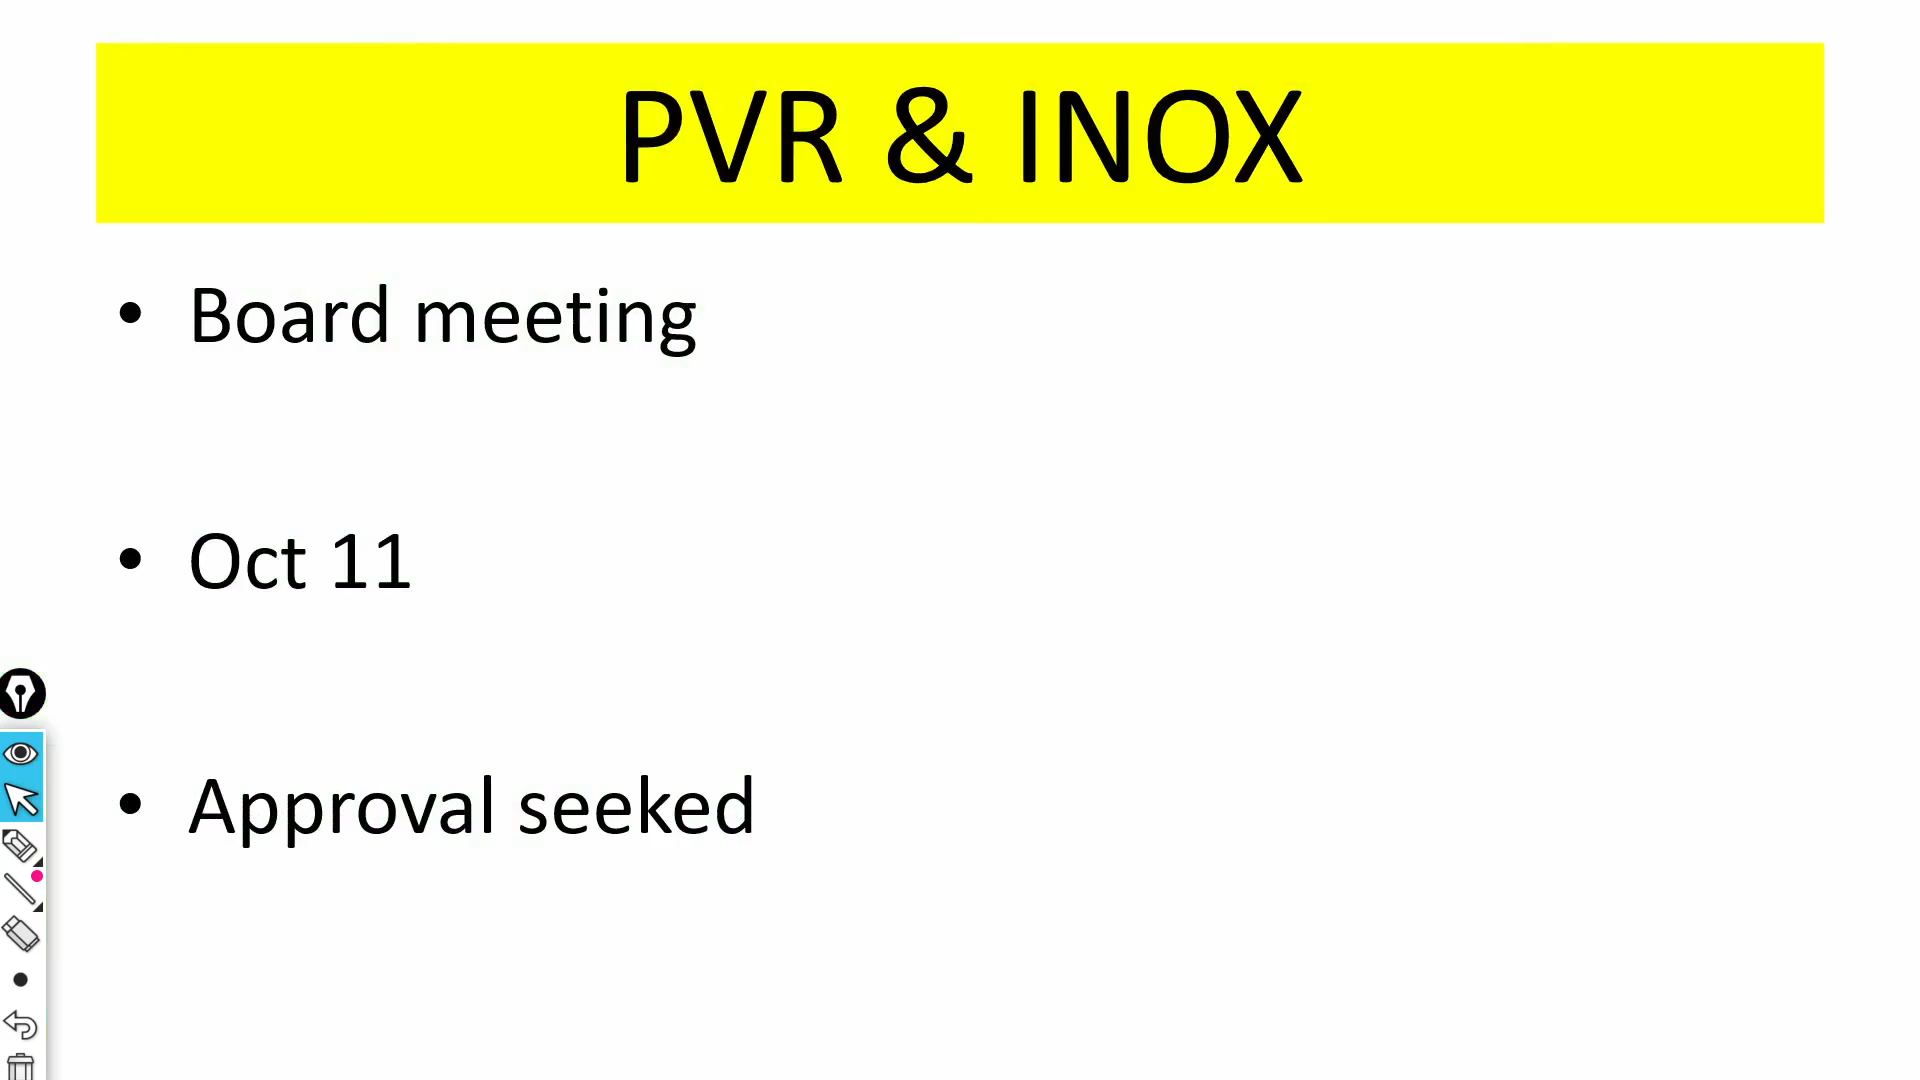 PVR & INOX
• Board meeting
• Oct 11
• Approval seeked